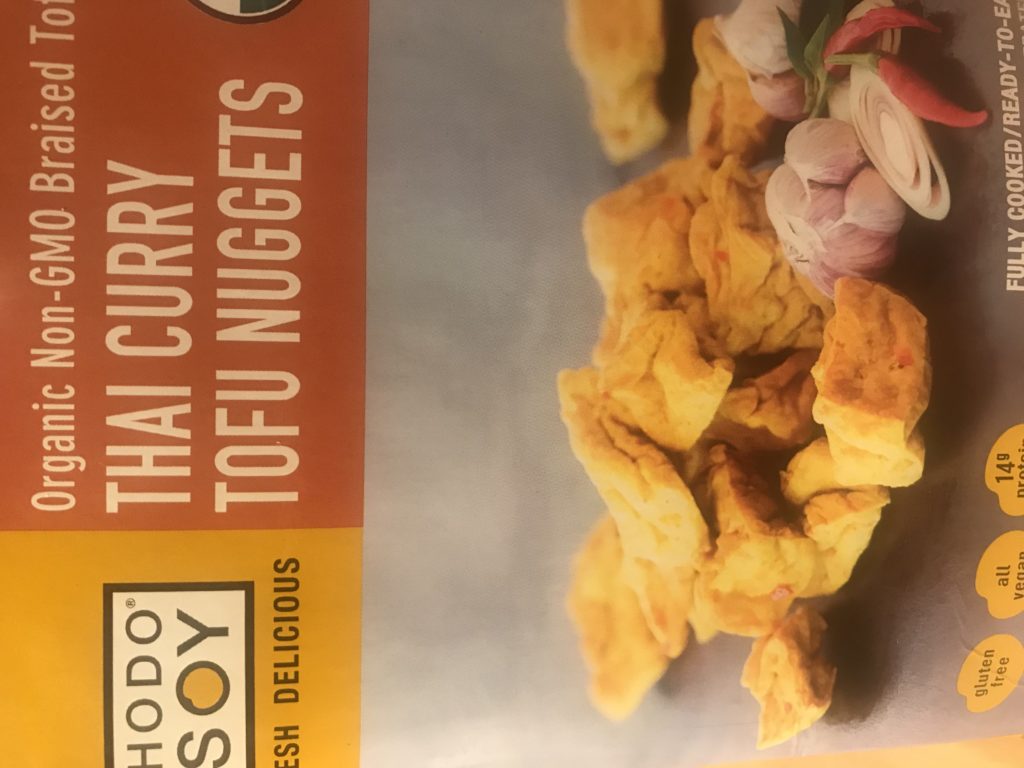 HODO®
SOY
ESH DELICIOUS
Organic Non-GMO Braised Tof
THAI CURRY
TOFU NUGGETS
gluten
free
all
vegan
14g
protein
FULLY COOKED/READY-TO-EA